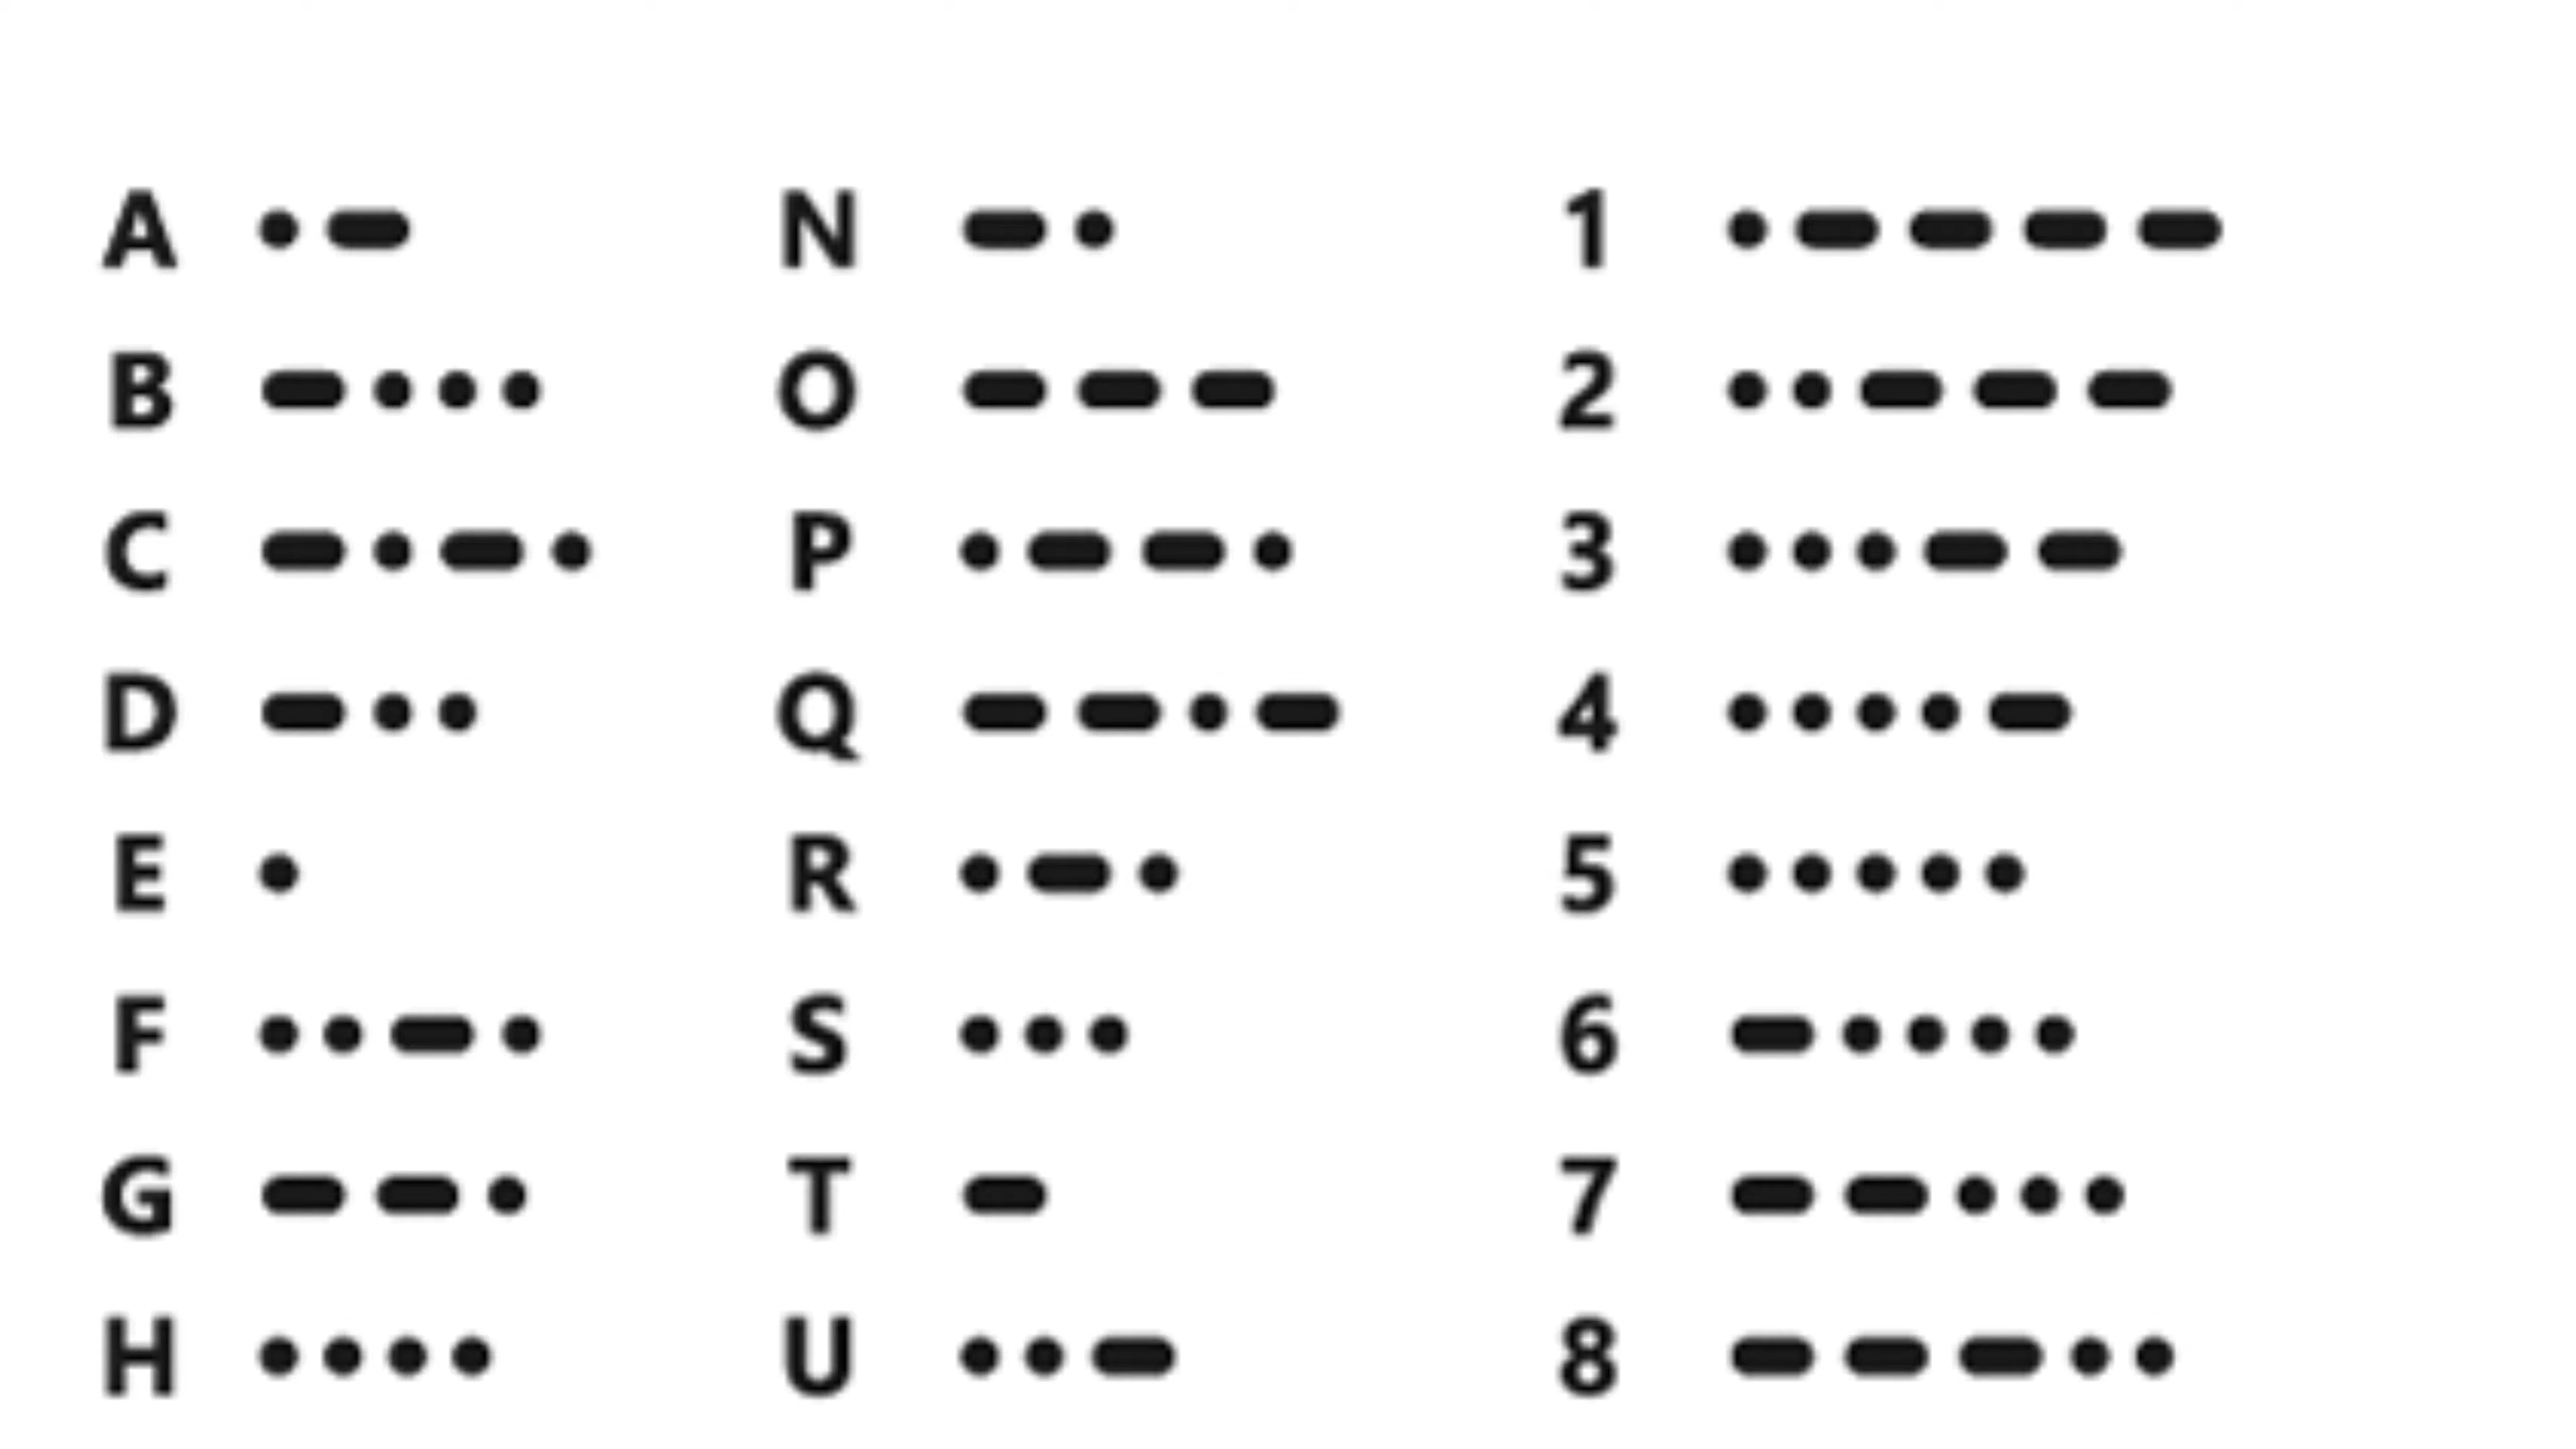 A •− N −• 1 •−−−−
B −••• O −−− 2 ••−−−
C −•−• P •−−• 3 •••−−
D −•• Q −−•− 4 ••••−
E • R •−• 5 •••••
F ••−• S ••• 6 −••••
G −−• T − 7 −−•••
H •••• U ••− 8 −−−••